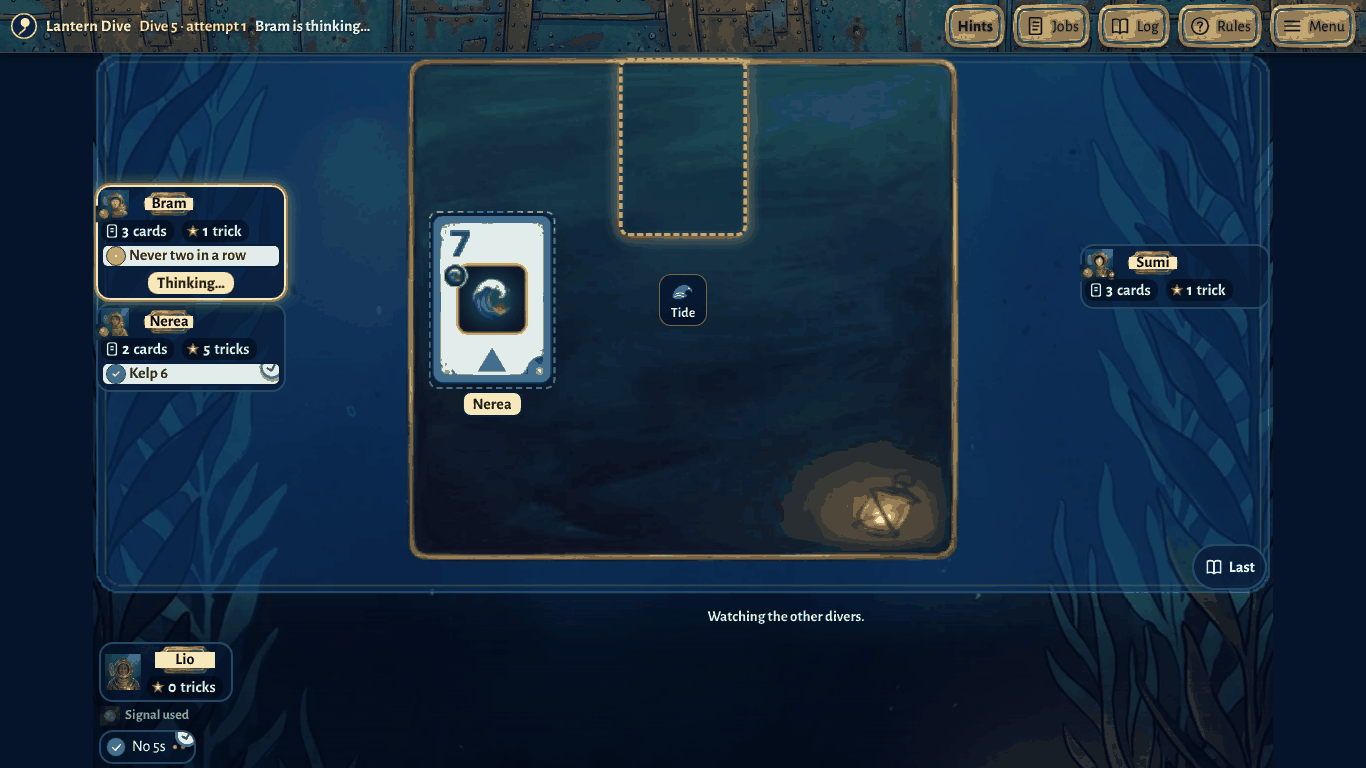 Lantern Dive Dive 5 · attempt 1 Bram is thinking...
Hints
Jobs
Log
Rules
Menu
Bram
3 cards
1 trick
Never two in a row
Thinking...
Nerea
2 cards
5 tricks
Kelp 6
7
Nerea
Tide
Sumi
3 cards
1 trick
Last
Watching the other divers.
Lio
0 tricks
Signal used
No 5s